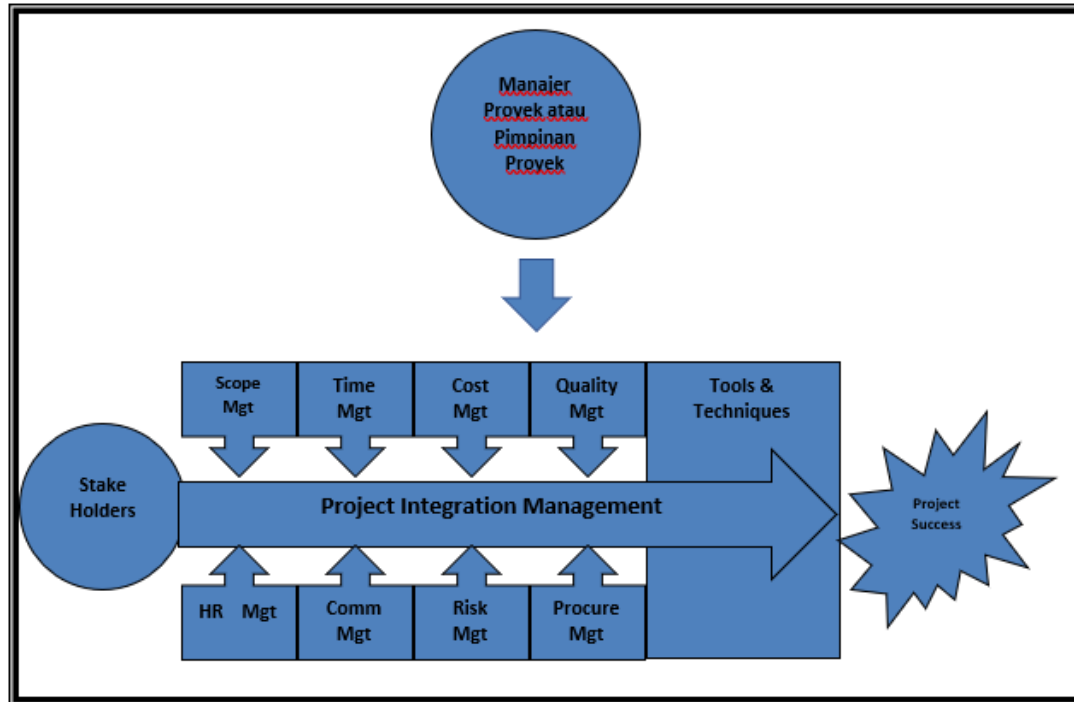 Manajer
Proyek atau
Pimpinan
Proyek
Scope
Mgt
Time
Mgt
Cost
Mgt
Quality
Mgt
Tools &
Techniques
Stake
Holders
Project Integration Management
Project
Success
HR Mgt
Comm
Mgt
Risk
Mgt
Procure
Mgt